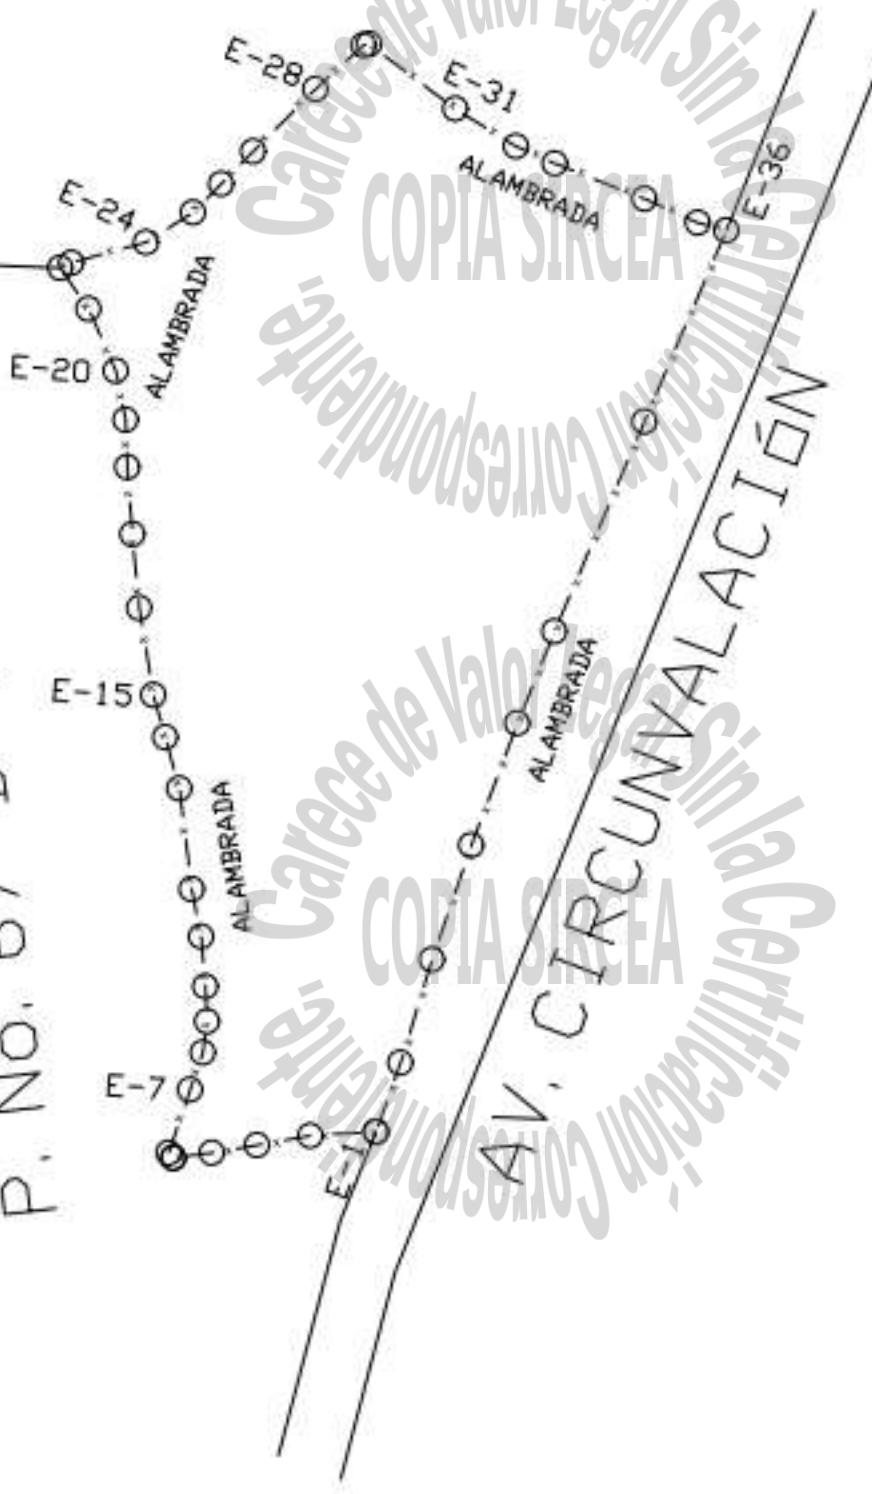 E-28
E-31
ALAMBRADA
E-36
E-24
ALAMBRADA
E-20
E-15
ALAMBRADA
ALAMBRADA
E-7
E-1
AV. CIRCUNVALACIÓN
P. No.
Carece de Valor Legal Sin la Certificación Correspondiente.
COPIA SIRCEA
Carece de Valor Legal Sin la Certificación Correspondiente.
COPIA SIRCEA